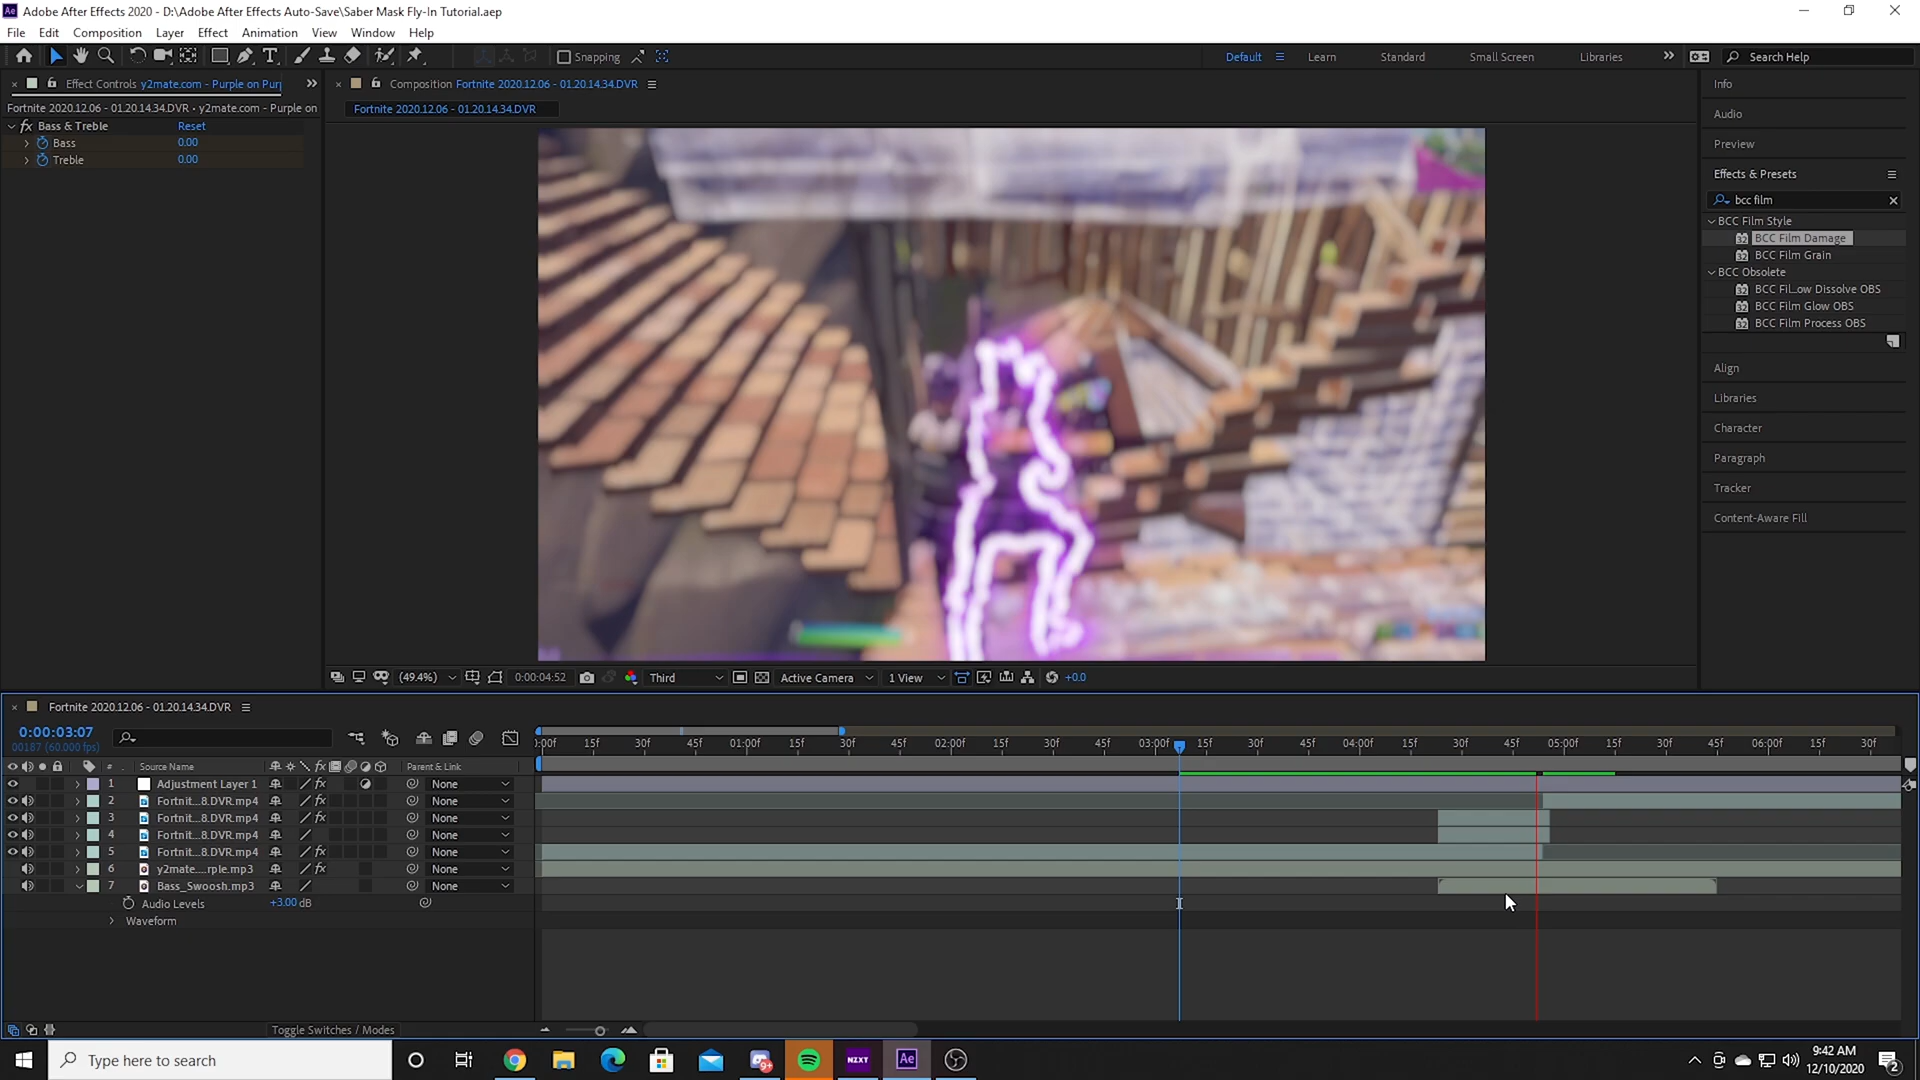 Adobe After Effects 2020 - D:\Adobe After Effects Auto-Save\Saber Mask Fly-In Tutorial.aep
File Edit Composition Layer Effect Animation View Window Help
Snapping Default Learn Standard Small Screen Libraries Search Help
Effect Controls y2mate.com - Purple on Pur
Composition Fortnite 2020.12.06 - 01.20.14.34.DVR
Fortnite 2020.12.06 - 01.20.14.34.DVR • y2mate.com - Purple on
Fortnite 2020.12.06 - 01.20.14.34.DVR
fx Bass & Treble Reset
Bass 0.00
Treble 0.00
Info
Audio
Preview
Effects & Presets
bcc film
BCC Film Style
BCC Film Damage
BCC Film Grain
BCC Obsolete
BCC Fil...ow Dissolve OBS
BCC Film Glow OBS
BCC Film Process OBS
Align
Libraries
Character
Paragraph
Tracker
Content-Aware Fill
(49.4%) 0:00:04:52 Third Active Camera 1 View +0.0
Fortnite 2020.12.06 - 01.20.14.34.DVR
0:00:03:07
00187 (60.000 fps)
:00f 15f 30f 45f 01:00f 15f 30f 45f 02:00f 15f 30f 45f 03:00f 15f 30f 45f 04:00f 15f 30f 45f 05:00f 15f 30f 45f 06:00f 15f 30f
# Source Name Parent & Link
1 Adjustment Layer 1 None
2 Fortnit...8.DVR.mp4 None
3 Fortnit...8.DVR.mp4 None
4 Fortnit...8.DVR.mp4 None
5 Fortnit...8.DVR.mp4 None
6 y2mate....rple.mp3 None
7 Bass_Swoosh.mp3 None
Audio Levels +3.00 dB
Waveform
Toggle Switches / Modes
Type here to search
NZXT
Ae
9:42 AM
12/10/2020
2